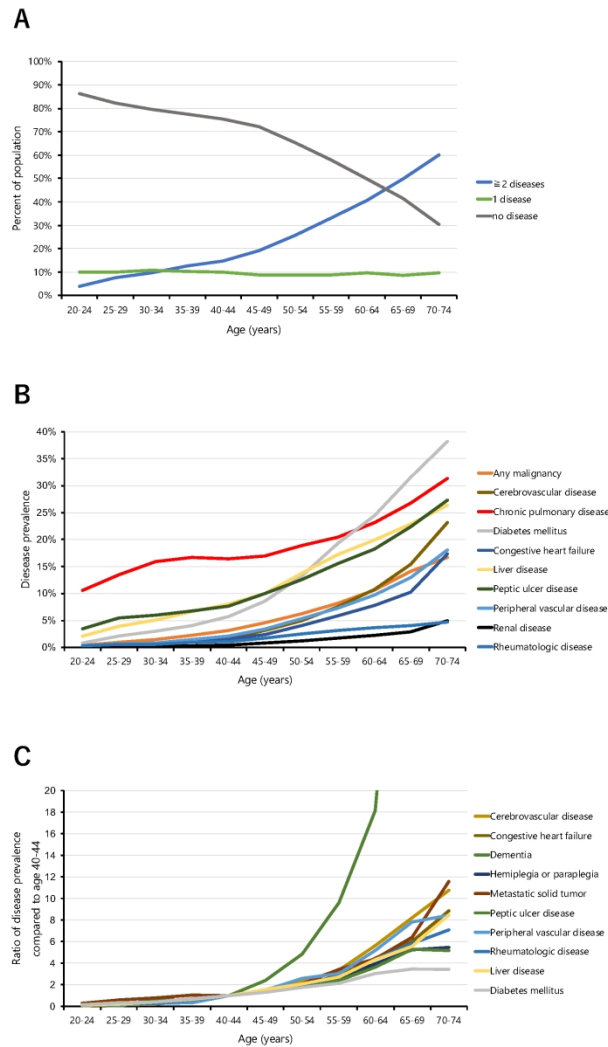 A
Percent of population
100%
90%
80%
70%
60%
50%
40%
30%
20%
10%
0%
20-24 25-29 30-34 35-39 40-44 45-49 50-54 55-59 60-64 65-69 70-74
Age (years)
≧2 diseases
1 disease
no disease
B
Diesease prevalence
40%
35%
30%
25%
20%
15%
10%
5%
0%
20-24 25-29 30-34 35-39 40-44 45-49 50-54 55-59 60-64 65-69 70-74
Age (years)
Any malignancy
Cerebrovascular disease
Chronic pulmonary disease
Diabetes mellitus
Congestive heart failure
Liver disease
Peptic ulcer disease
Peripheral vascular disease
Renal disease
Rheumatologic disease
C
Ratio of disease prevalence
compared to age 40-44
20
18
16
14
12
10
8
6
4
2
0
20-24 25-29 30-34 35-39 40-44 45-49 50-54 55-59 60-64 65-69 70-74
Age (years)
Cerebrovascular disease
Congestive heart failure
Dementia
Hemiplegia or paraplegia
Metastatic solid tumor
Peptic ulcer disease
Peripheral vascular disease
Rheumatologic disease
Liver disease
Diabetes mellitus